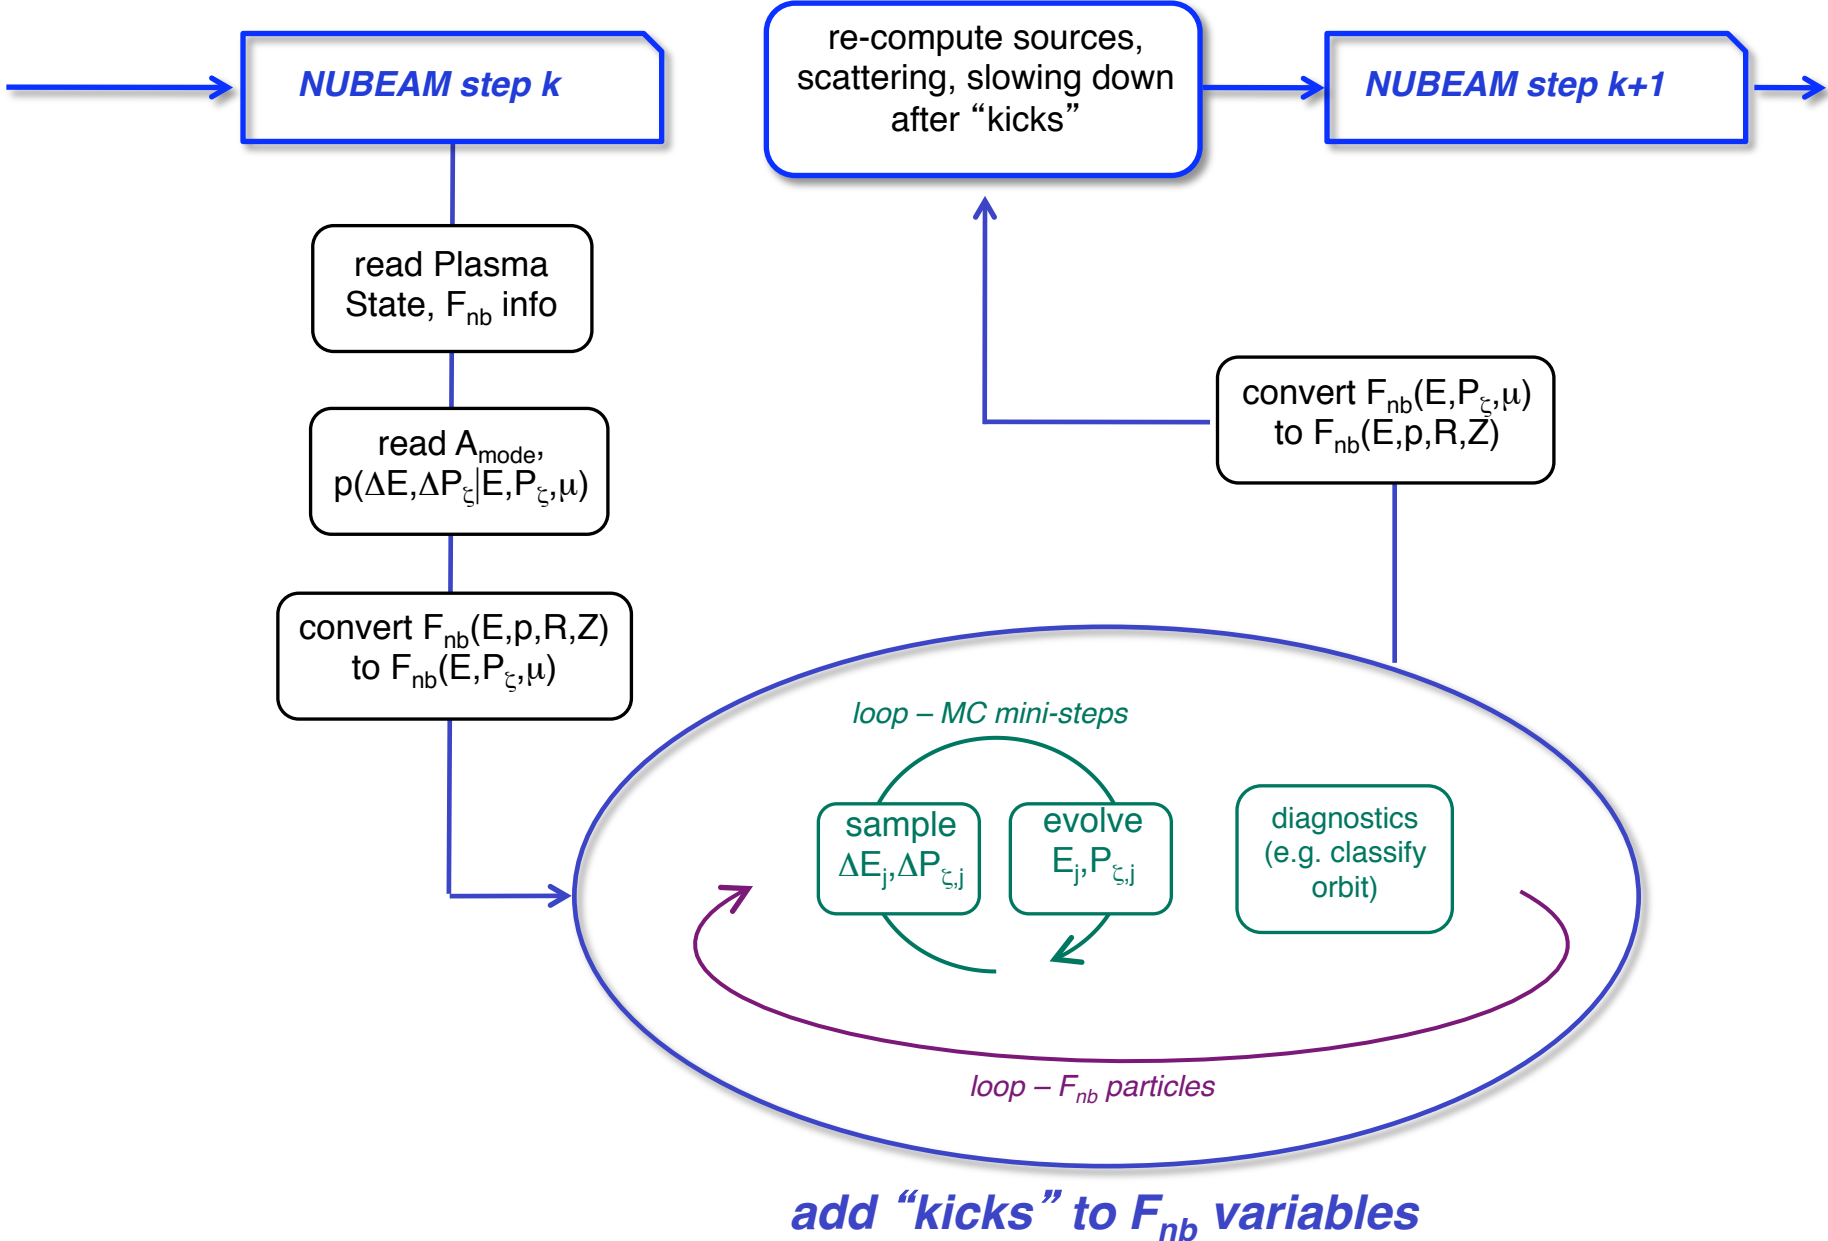 NUBEAM step k
re-compute sources,
scattering, slowing down
after “kicks”
NUBEAM step k+1
read Plasma
State, Fnb info
read Amode,
p(ΔE,ΔPζ|E,Pζ,μ)
convert Fnb(E,p,R,Z)
to Fnb(E,Pζ,μ)
convert Fnb(E,Pζ,μ)
to Fnb(E,p,R,Z)
loop – MC mini-steps
sample
ΔEj,ΔPζ,j
evolve
Ej,Pζ,j
diagnostics
(e.g. classify
orbit)
loop – Fnb particles
add “kicks” to Fnb variables